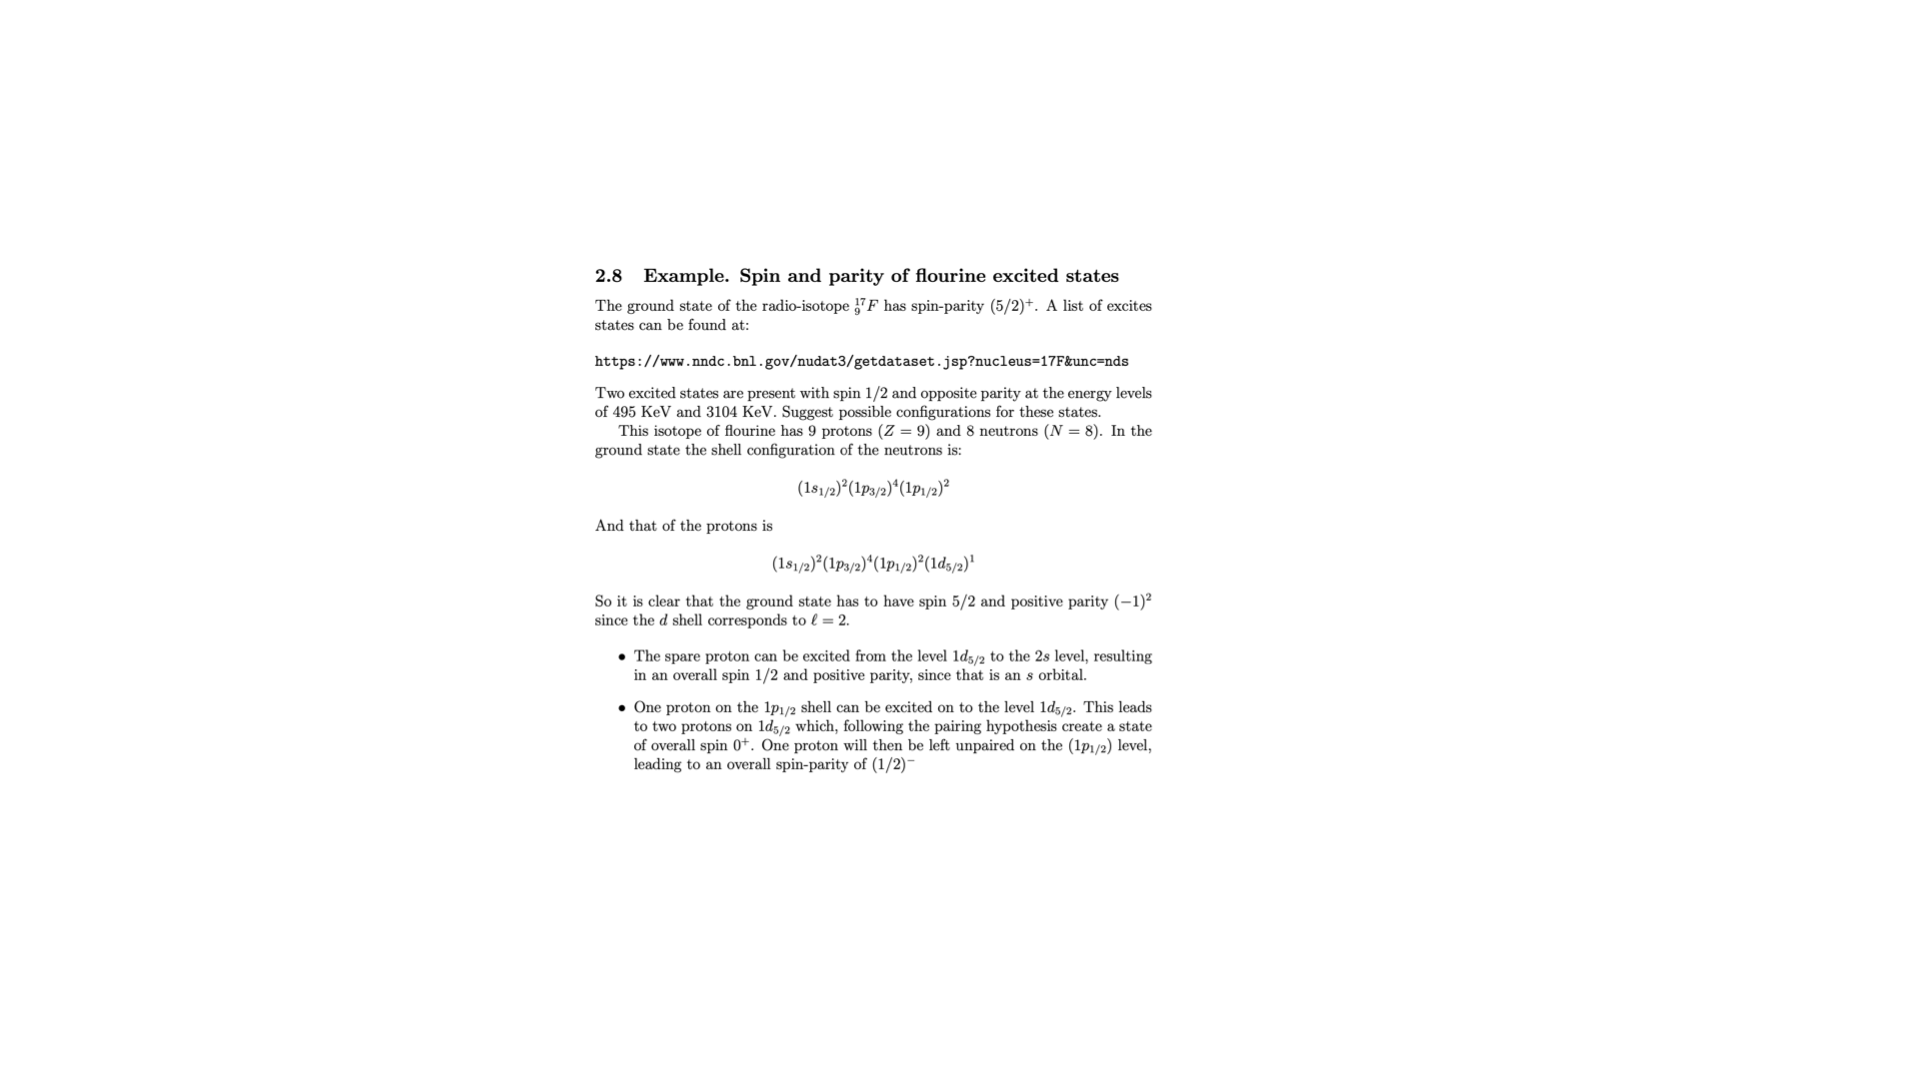 2.8 Example. Spin and parity of flourine excited states
The ground state of the radio-isotope $^{17}_{9}F$ has spin-parity $(5/2)^+$. A list of excites
states can be found at:
https://www.nndc.bnl.gov/nudat3/getdataset.jsp?nucleus=17F&unc=nds
Two excited states are present with spin 1/2 and opposite parity at the energy levels
of 495 KeV and 3104 KeV. Suggest possible configurations for these states.
This isotope of flourine has 9 protons ($Z = 9$) and 8 neutrons ($N = 8$). In the
ground state the shell configuration of the neutrons is:
$(1s_{1/2})^2(1p_{3/2})^4(1p_{1/2})^2$
And that of the protons is
$(1s_{1/2})^2(1p_{3/2})^4(1p_{1/2})^2(1d_{5/2})^1$
So it is clear that the ground state has to have spin 5/2 and positive parity $(-1)^2$
since the $d$ shell corresponds to $\ell = 2$.
• The spare proton can be excited from the level $1d_{5/2}$ to the $2s$ level, resulting
in an overall spin 1/2 and positive parity, since that is an $s$ orbital.
• One proton on the $1p_{1/2}$ shell can be excited on to the level $1d_{5/2}$. This leads
to two protons on $1d_{5/2}$ which, following the pairing hypothesis create a state
of overall spin $0^+$. One proton will then be left unpaired on the $(1p_{1/2})$ level,
leading to an overall spin-parity of $(1/2)^-$